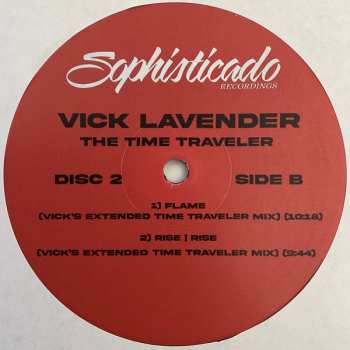 Sophisticado
RECORDINGS
VICK LAVENDER
THE TIME TRAVELER
DISC 2 SIDE B
1) FLAME
(VICK'S EXTENDED TIME TRAVELER MIX) (10:18)
2) RISE | RISE
(VICK'S EXTENDED TIME TRAVELER MIX) (9:44)